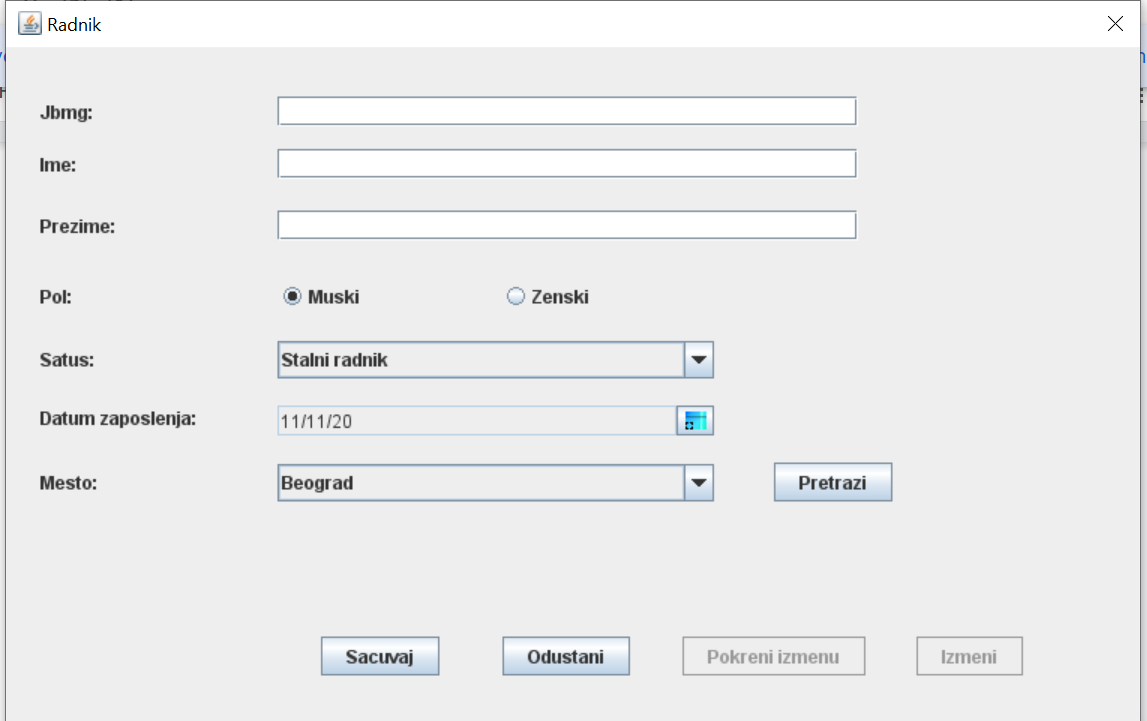 Radnik
Jbmg:
Ime:
Prezime:
Pol: Muski Zenski
Satus: Stalni radnik
Datum zaposlenja: 11/11/20
Mesto: Beograd Pretrazi
Sacuvaj Odustani Pokreni izmenu Izmeni